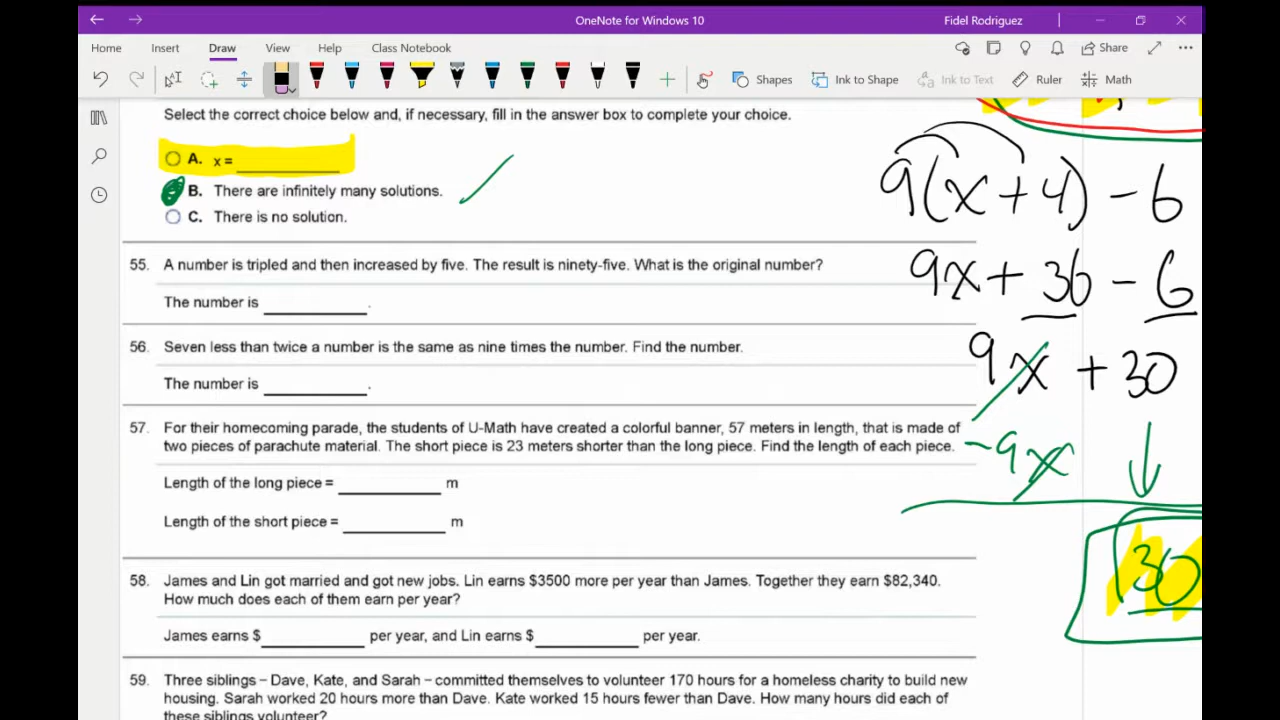 OneNote for Windows 10
Fidel Rodriguez
Home Insert Draw View Help Class Notebook
Share
Shapes Ink to Shape Ink to Text Ruler Math
Select the correct choice below and, if necessary, fill in the answer box to complete your choice.
A. x =
B. There are infinitely many solutions.
C. There is no solution.
55. A number is tripled and then increased by five. The result is ninety-five. What is the original number?
The number is ____________.
56. Seven less than twice a number is the same as nine times the number. Find the number.
The number is ____________.
57. For their homecoming parade, the students of U-Math have created a colorful banner, 57 meters in length, that is made of
two pieces of parachute material. The short piece is 23 meters shorter than the long piece. Find the length of each piece.
Length of the long piece = ____________ m
Length of the short piece = ____________ m
58. James and Lin got married and got new jobs. Lin earns $3500 more per year than James. Together they earn $82,340.
How much does each of them earn per year?
James earns $____________ per year, and Lin earns $____________ per year.
59. Three siblings – Dave, Kate, and Sarah – committed themselves to volunteer 170 hours for a homeless charity to build new
housing. Sarah worked 20 hours more than Dave. Kate worked 15 hours fewer than Dave. How many hours did each of
these siblings volunteer?
9(x+4)-6
9x+36-6
9x+30
-9x
30